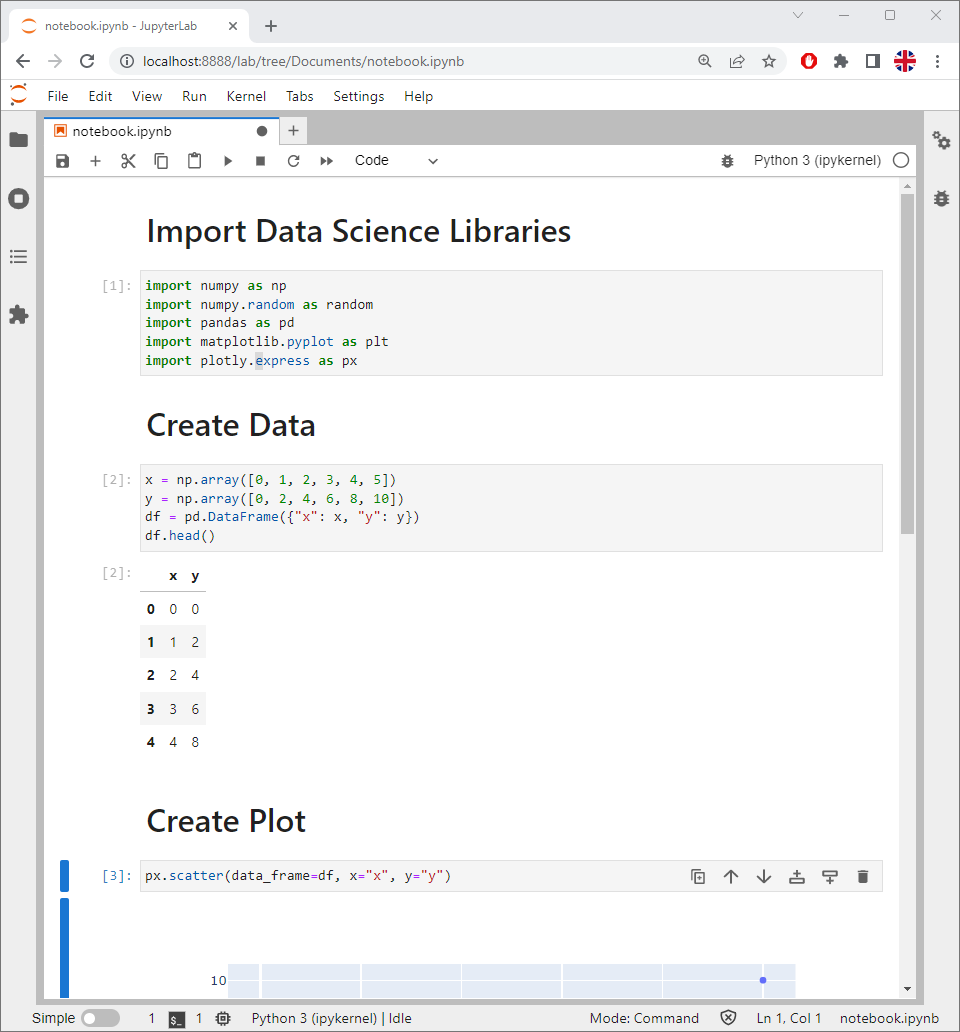 notebook.ipynb - JupyterLab
localhost:8888/lab/tree/Documents/notebook.ipynb
File Edit View Run Kernel Tabs Settings Help
notebook.ipynb
Code Python 3 (ipykernel)
Import Data Science Libraries
[1]: import numpy as np
import numpy.random as random
import pandas as pd
import matplotlib.pyplot as plt
import plotly.express as px
Create Data
[2]: x = np.array([0, 1, 2, 3, 4, 5])
y = np.array([0, 2, 4, 6, 8, 10])
df = pd.DataFrame({"x": x, "y": y})
df.head()
[2]: x y
0 0 0
1 1 2
2 2 4
3 3 6
4 4 8
Create Plot
[3]: px.scatter(data_frame=df, x="x", y="y")
10
Simple 1 $_ 1 Python 3 (ipykernel) | Idle Mode: Command Ln 1, Col 1 notebook.ipynb